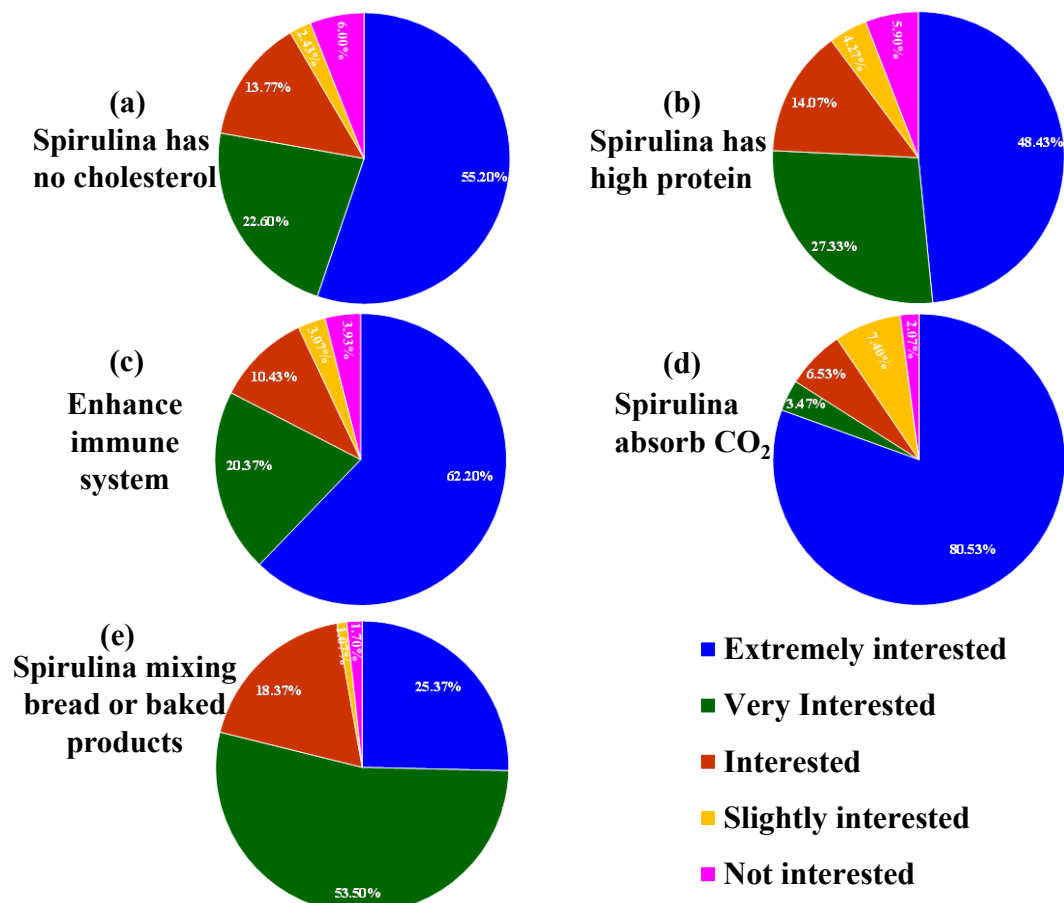 (a)
Spirulina has
no cholesterol
6.00%
2.43%
13.77%
22.60%
55.20%
(b)
Spirulina has
high protein
5.90%
4.27%
14.07%
27.33%
48.43%
(c)
Enhance
immune
system
3.93%
3.07%
10.43%
20.37%
62.20%
(d)
Spirulina
absorb CO₂
2.07%
7.40%
6.53%
3.47%
80.53%
(e)
Spirulina mixing
bread or baked
products
1.70%
1.07%
18.37%
25.37%
53.50%
Extremely interested
Very Interested
Interested
Slightly interested
Not interested